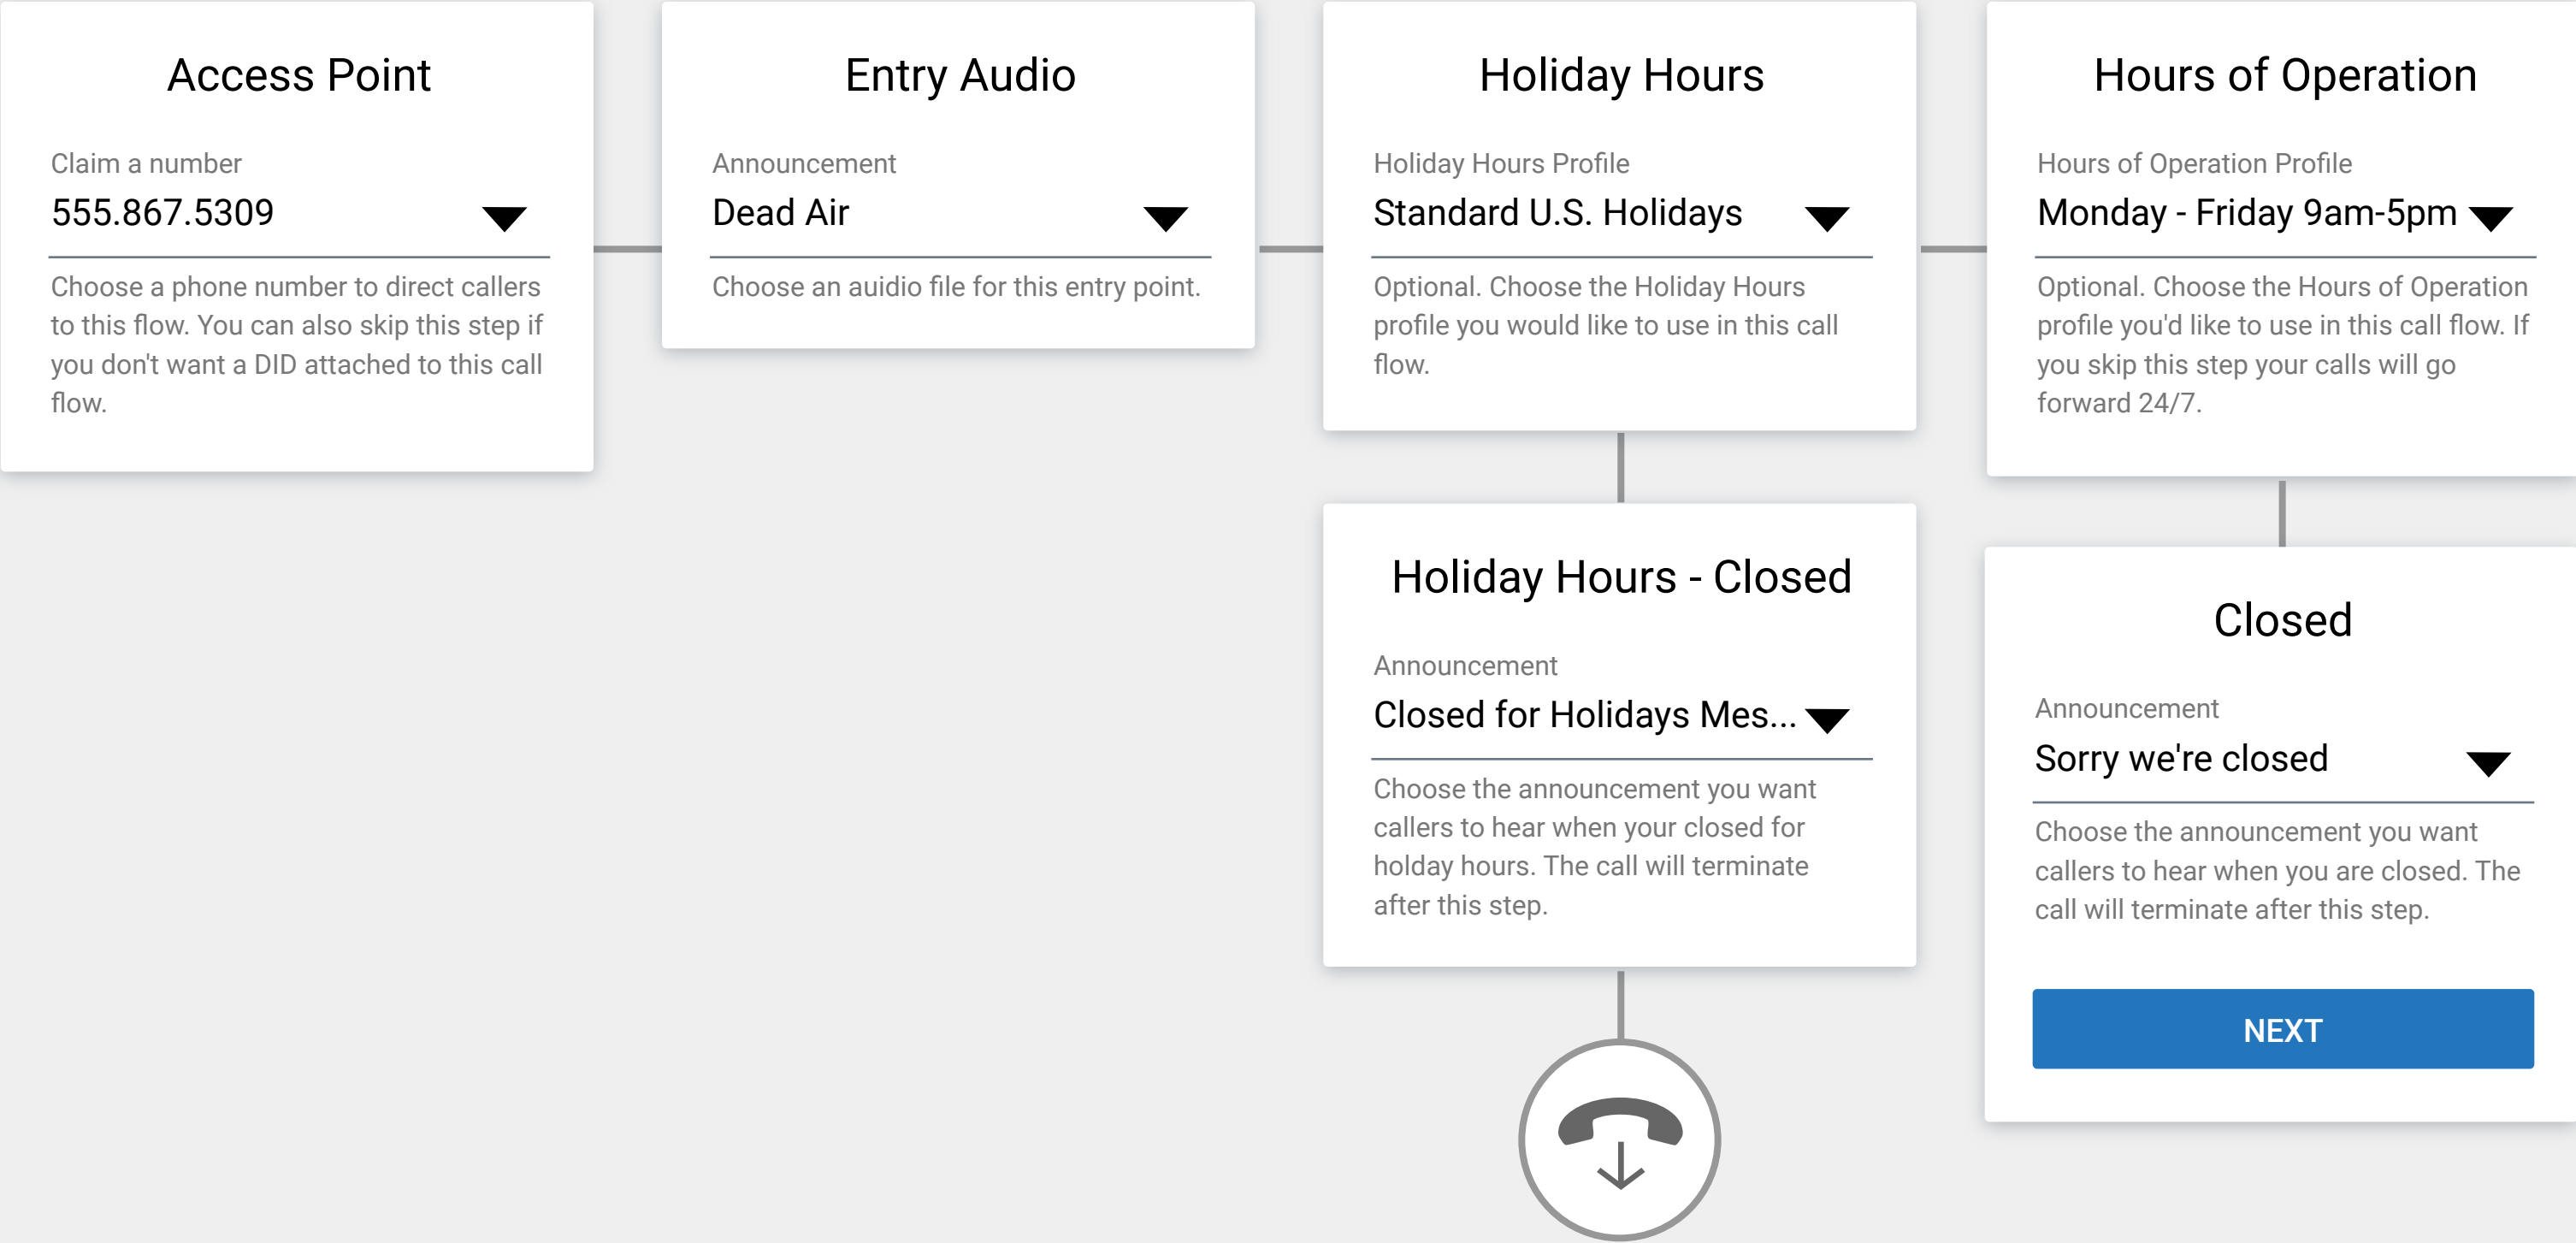 Access Point
Claim a number
555.867.5309
Choose a phone number to direct callers
to this flow. You can also skip this step if
you don't want a DID attached to this call
flow.
Entry Audio
Announcement
Dead Air
Choose an auidio file for this entry point.
Holiday Hours
Holiday Hours Profile
Standard U.S. Holidays
Optional. Choose the Holiday Hours
profile you would like to use in this call
flow.
Holiday Hours - Closed
Announcement
Closed for Holidays Mes...
Choose the announcement you want
callers to hear when your closed for
holday hours. The call will terminate
after this step.
Hours of Operation
Hours of Operation Profile
Monday - Friday 9am-5pm
Optional. Choose the Hours of Operation
profile you'd like to use in this call flow. If
you skip this step your calls will go
forward 24/7.
Closed
Announcement
Sorry we're closed
Choose the announcement you want
callers to hear when you are closed. The
call will terminate after this step.
NEXT